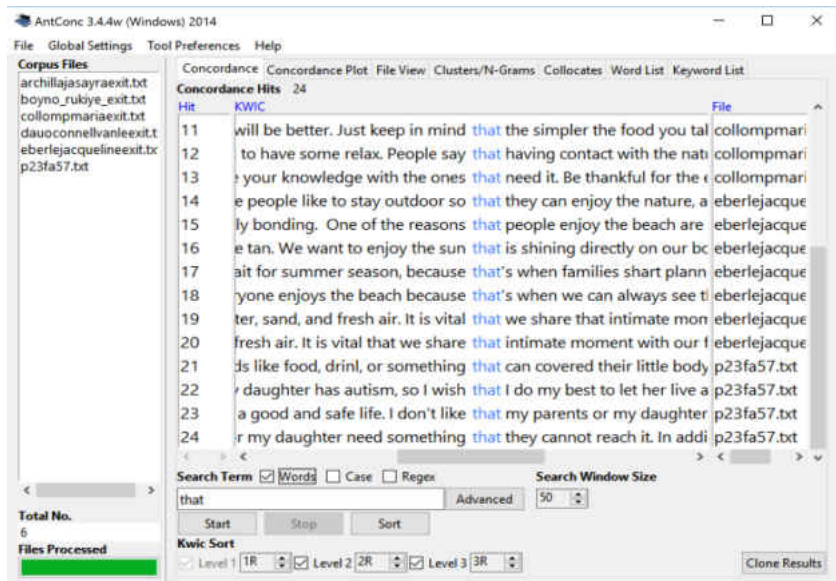 AntConc 3.4.4w (Windows) 2014
File Global Settings Tool Preferences Help
Corpus Files
archillajasayraexit.txt
boyno_rukiye_exit.txt
collompmariaexit.txt
dauoconnellvanleeexit.t
eberlejacquelineexit.tx
p23fa57.txt
Total No.
6
Files Processed
Concordance Concordance Plot File View Clusters/N-Grams Collocates Word List Keyword List
Concordance Hits 24
Hit KWIC File
11 will be better. Just keep in mind that the simpler the food you tal collompmari
12 to have some relax. People say that having contact with the natu collompmari
13 your knowledge with the ones that need it. Be thankful for the collompmari
14 e people like to stay outdoor so that they can enjoy the nature, a eberlejacque
15 ly bonding. One of the reasons that people enjoy the beach are eberlejacque
16 e tan. We want to enjoy the sun that is shining directly on our bo eberlejacque
17 ait for summer season, because that's when families shart plann eberlejacque
18 ryone enjoys the beach because that's when we can always see tl eberlejacque
19 ter, sand, and fresh air. It is vital that we share that intimate mom eberlejacque
20 fresh air. It is vital that we share that intimate moment with our f eberlejacque
21 ds like food, drinl, or something that can covered their little body p23fa57.txt
22 daughter has autism, so I wish that I do my best to let her live a p23fa57.txt
23 a good and safe life. I don't like that my parents or my daughter p23fa57.txt
24 r my daughter need something that they cannot reach it. In addi p23fa57.txt
Search Term Words Case Regex Search Window Size
that Advanced 50
Start Stop Sort
Kwic Sort
Level 1 1R Level 2 2R Level 3 3R Clone Results